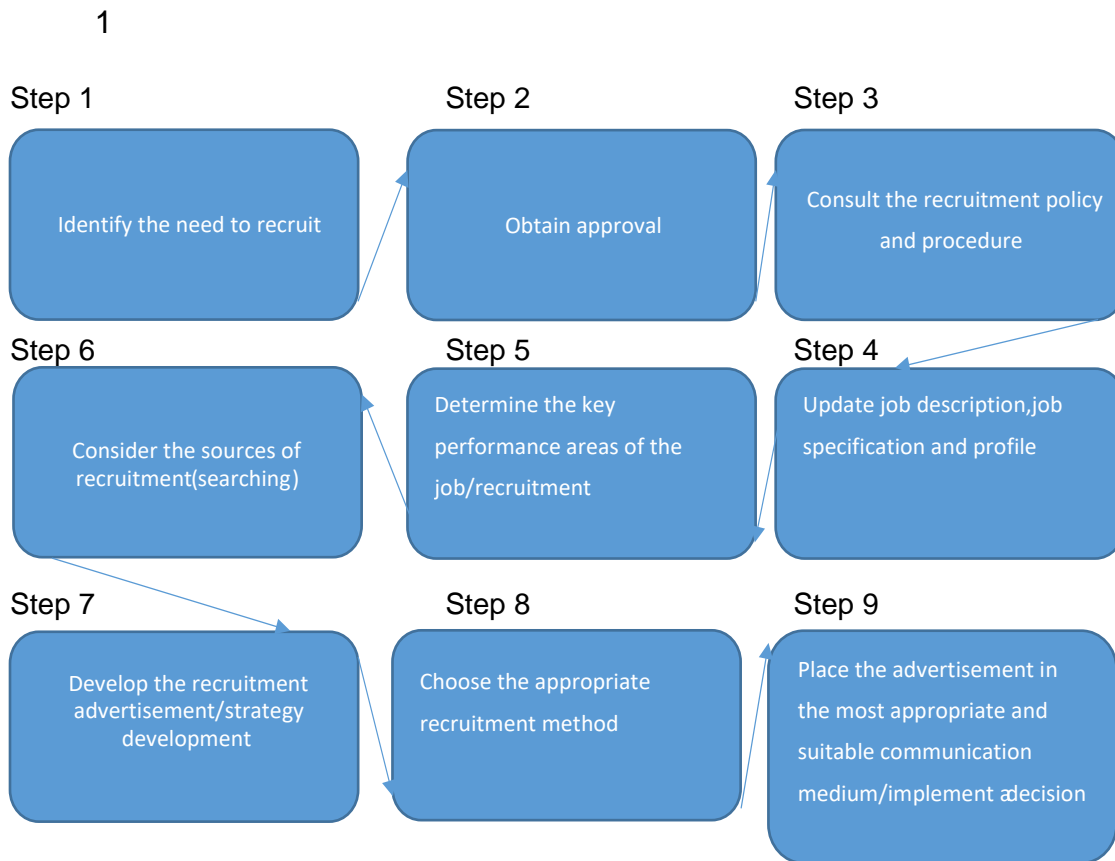 1
Step 1
Identify the need to recruit
Step 2
Obtain approval
Step 3
Consult the recruitment policy
and procedure
Step 4
Update job description,job
specification and profile
Step 5
Determine the key
performance areas of the
job/recruitment
Step 6
Consider the sources of
recruitment(searching)
Step 7
Develop the recruitment
advertisement/strategy
development
Step 8
Choose the appropriate
recruitment method
Step 9
Place the advertisement in
the most appropriate and
suitable communication
medium/implement adecision